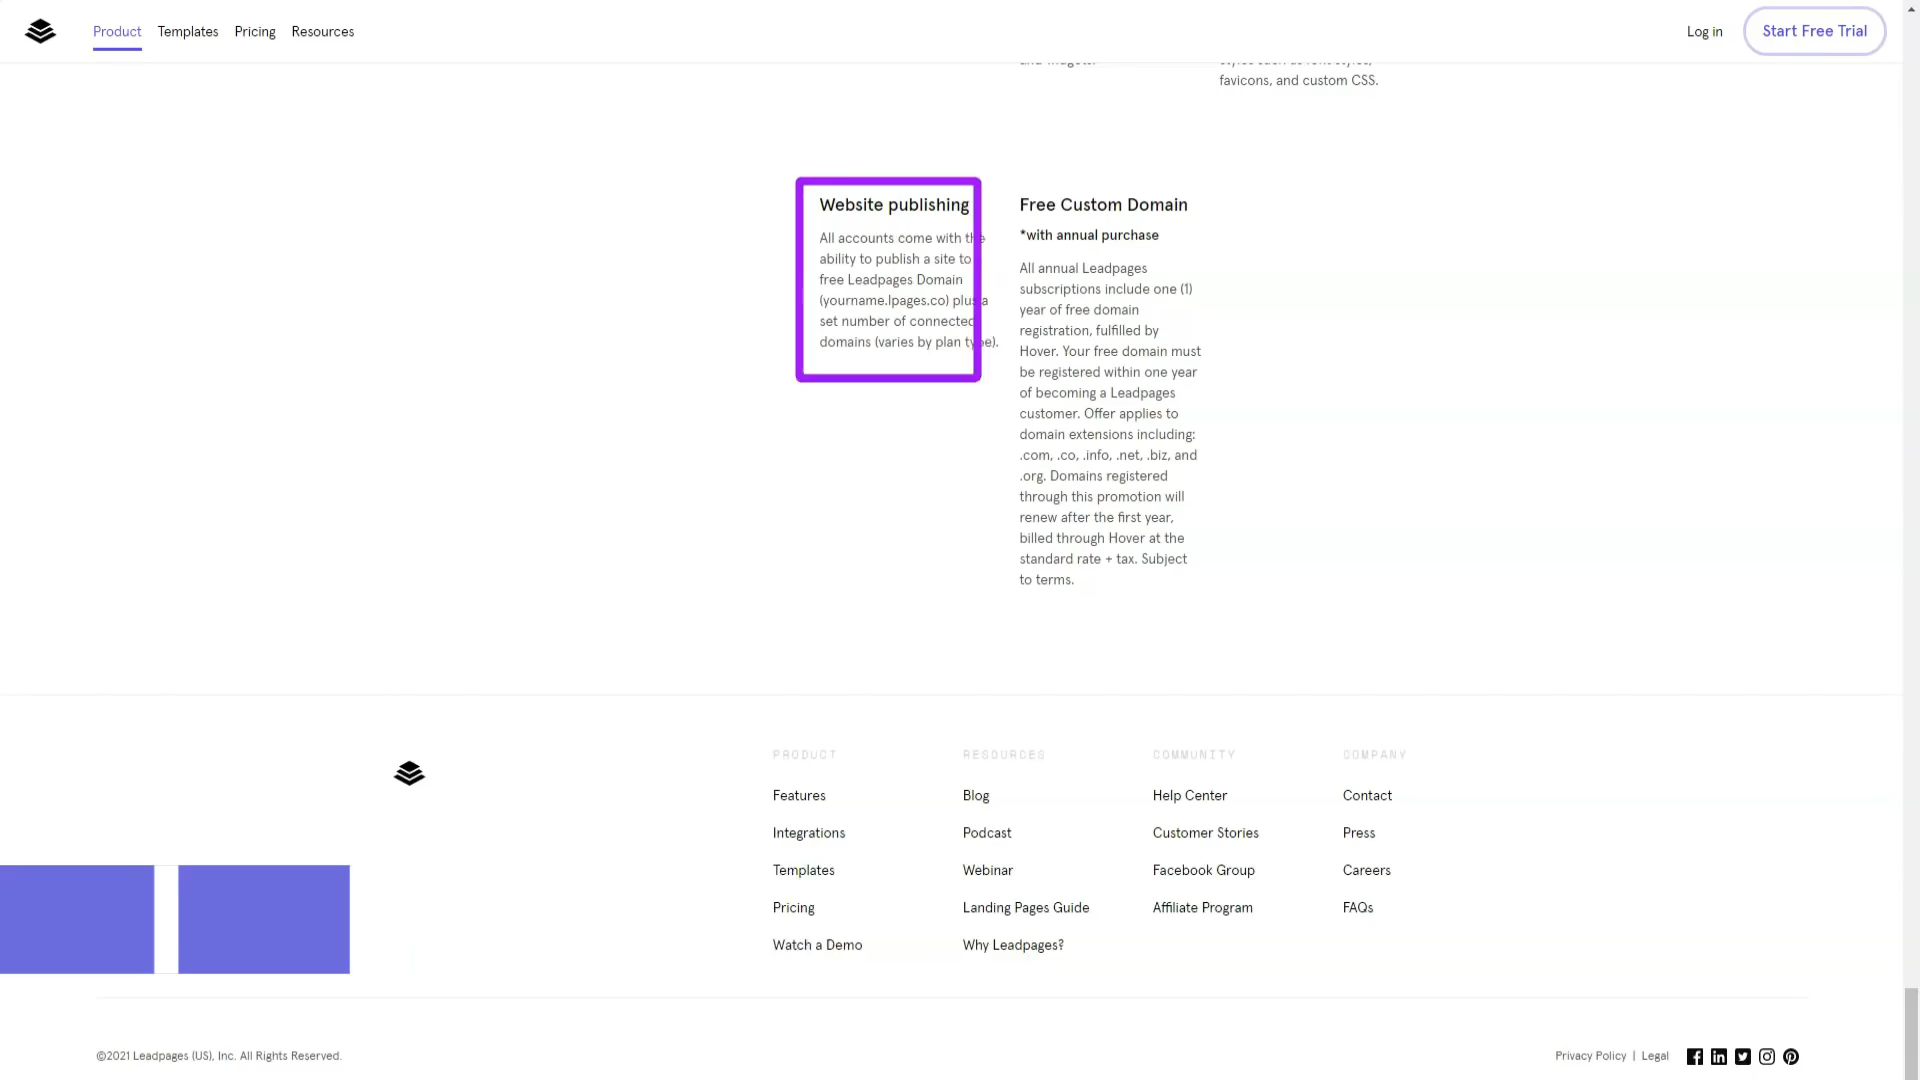 Product Templates Pricing Resources Log in Start Free Trial
favicons, and custom CSS.
Website publishing
All accounts come with the
ability to publish a site to
free Leadpages Domain
(yourname.lpages.co) plus a
set number of connected
domains (varies by plan type).
Free Custom Domain
*with annual purchase
All annual Leadpages
subscriptions include one (1)
year of free domain
registration, fulfilled by
Hover. Your free domain must
be registered within one year
of becoming a Leadpages
customer. Offer applies to
domain extensions including:
.com, .co, .info, .net, .biz, and
.org. Domains registered
through this promotion will
renew after the first year,
billed through Hover at the
standard rate + tax. Subject
to terms.
PRODUCT
Features
Integrations
Templates
Pricing
Watch a Demo
RESOURCES
Blog
Podcast
Webinar
Landing Pages Guide
Why Leadpages?
COMMUNITY
Help Center
Customer Stories
Facebook Group
Affiliate Program
COMPANY
Contact
Press
Careers
FAQs
©2021 Leadpages (US), Inc. All Rights Reserved.
Privacy Policy | Legal